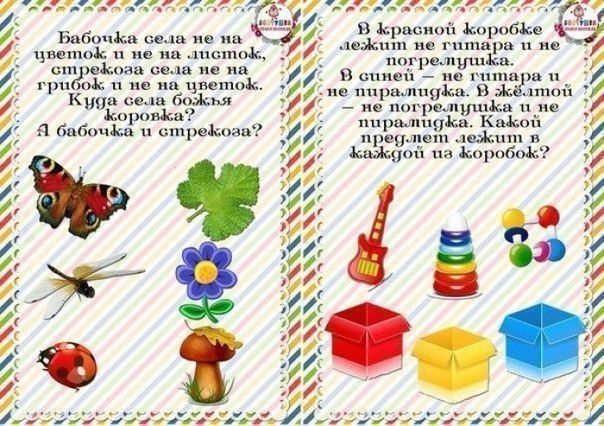 Бабочка села не на
цветок и не на листок,
стрекоза села не на
грибок и не на цветок.
Куда села божья
коровка?
А бабочка и стрекоза?
В красной коробке
лежит не гитара и не
погремушка.
В синей – не гитара и
не пирамидка. В жёлтой
– не погремушка и не
пирамидка. Какой
предмет лежит в
каждой из коробок?